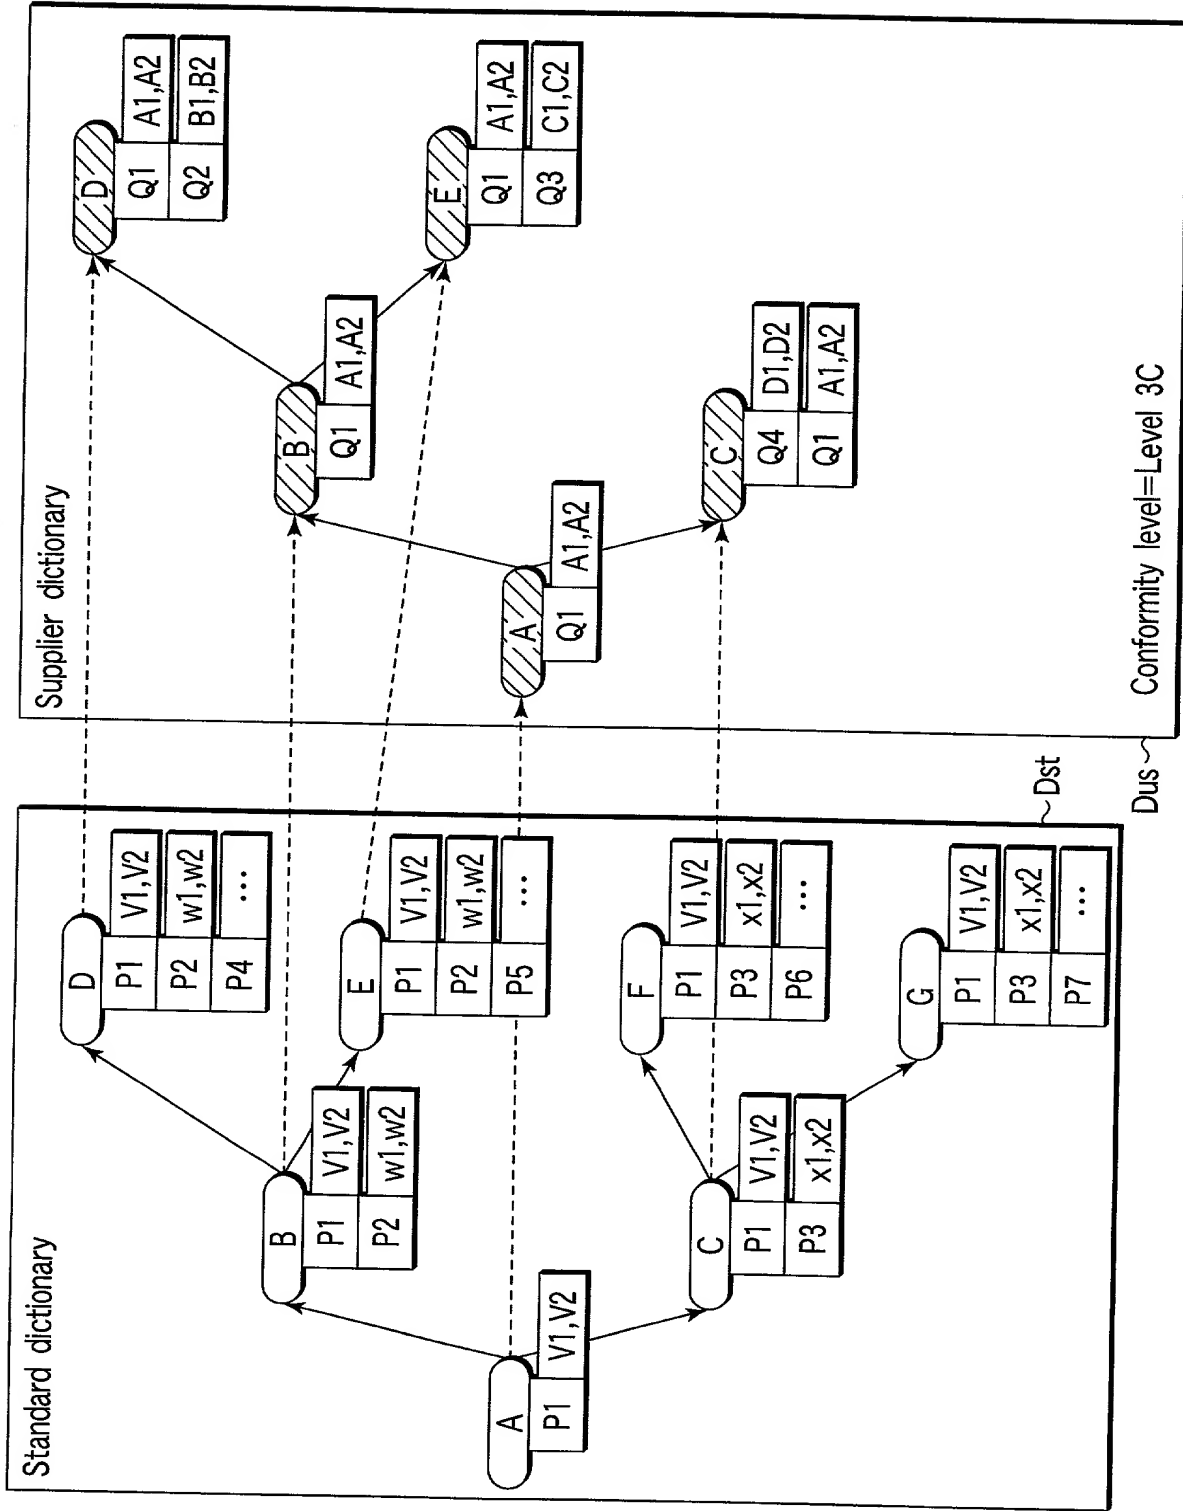 Standard dictionary
A
P1 V1,V2
B
P1 V1,V2
P2 w1,w2
C
P1 V1,V2
P3 x1,x2
D
P1 V1,V2
P2 w1,w2
P4 ...
E
P1 V1,V2
P2 w1,w2
P5 ...
F
P1 V1,V2
P3 x1,x2
P6 ...
G
P1 V1,V2
P3 x1,x2
P7 ...
Dst
Supplier dictionary
A
Q1 A1,A2
B
Q1 A1,A2
C
Q4 D1,D2
Q1 A1,A2
D
Q1 A1,A2
Q2 B1,B2
E
Q1 A1,A2
Q3 C1,C2
Conformity level=Level 3C
Dus